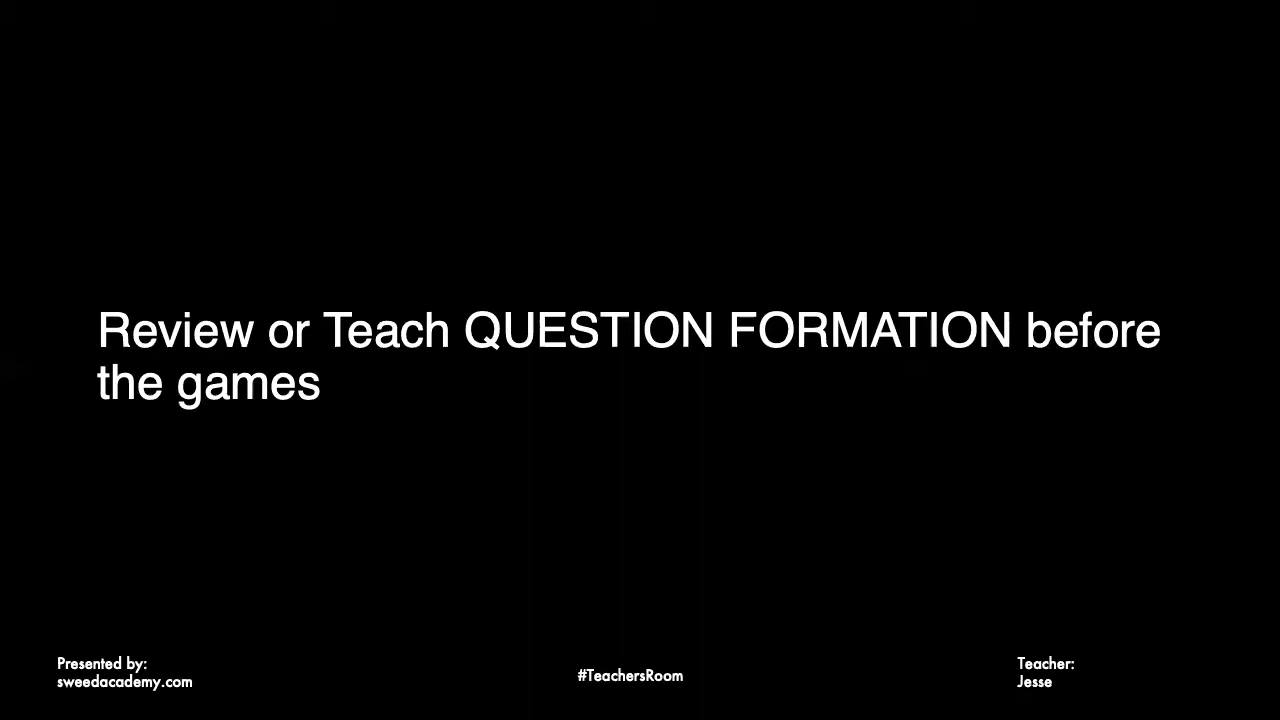 Review or Teach QUESTION FORMATION before
the games
Presented by:
sweedacademy.com
#TeachersRoom
Teacher:
Jesse